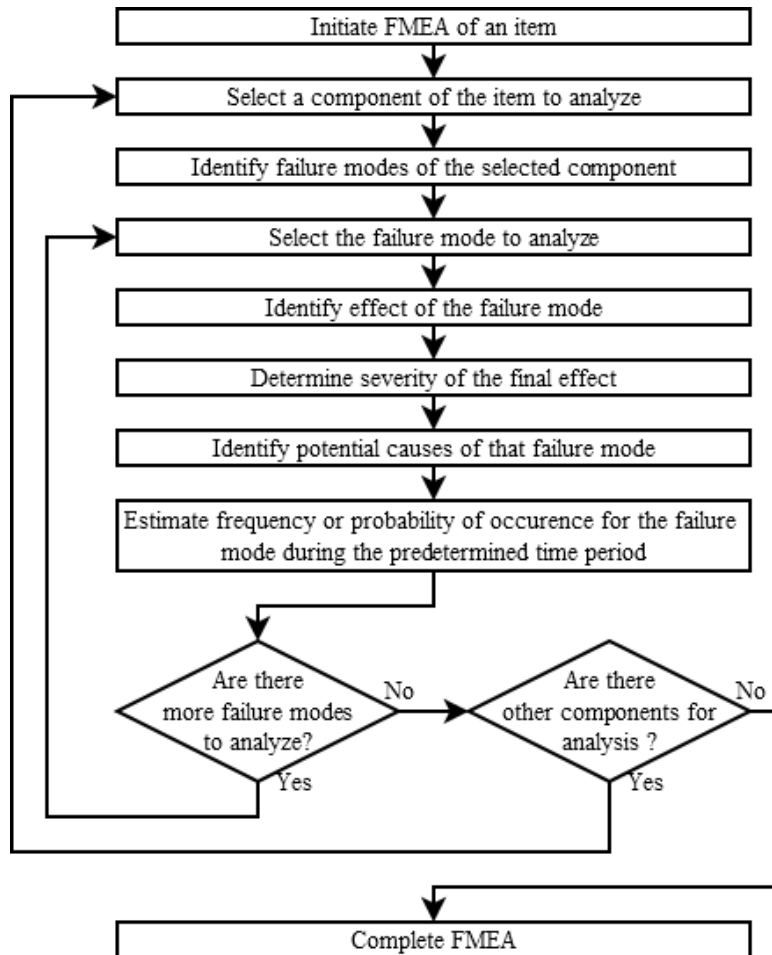 Initiate FMEA of an item
Select a component of the item to analyze
Identify failure modes of the selected component
Select the failure mode to analyze
Identify effect of the failure mode
Determine severity of the final effect
Identify potential causes of that failure mode
Estimate frequency or probability of occurence for the failure
mode during the predetermined time period
Are there
more failure modes
to analyze?
No
Yes
Are there
other components for
analysis ?
No
Yes
Complete FMEA